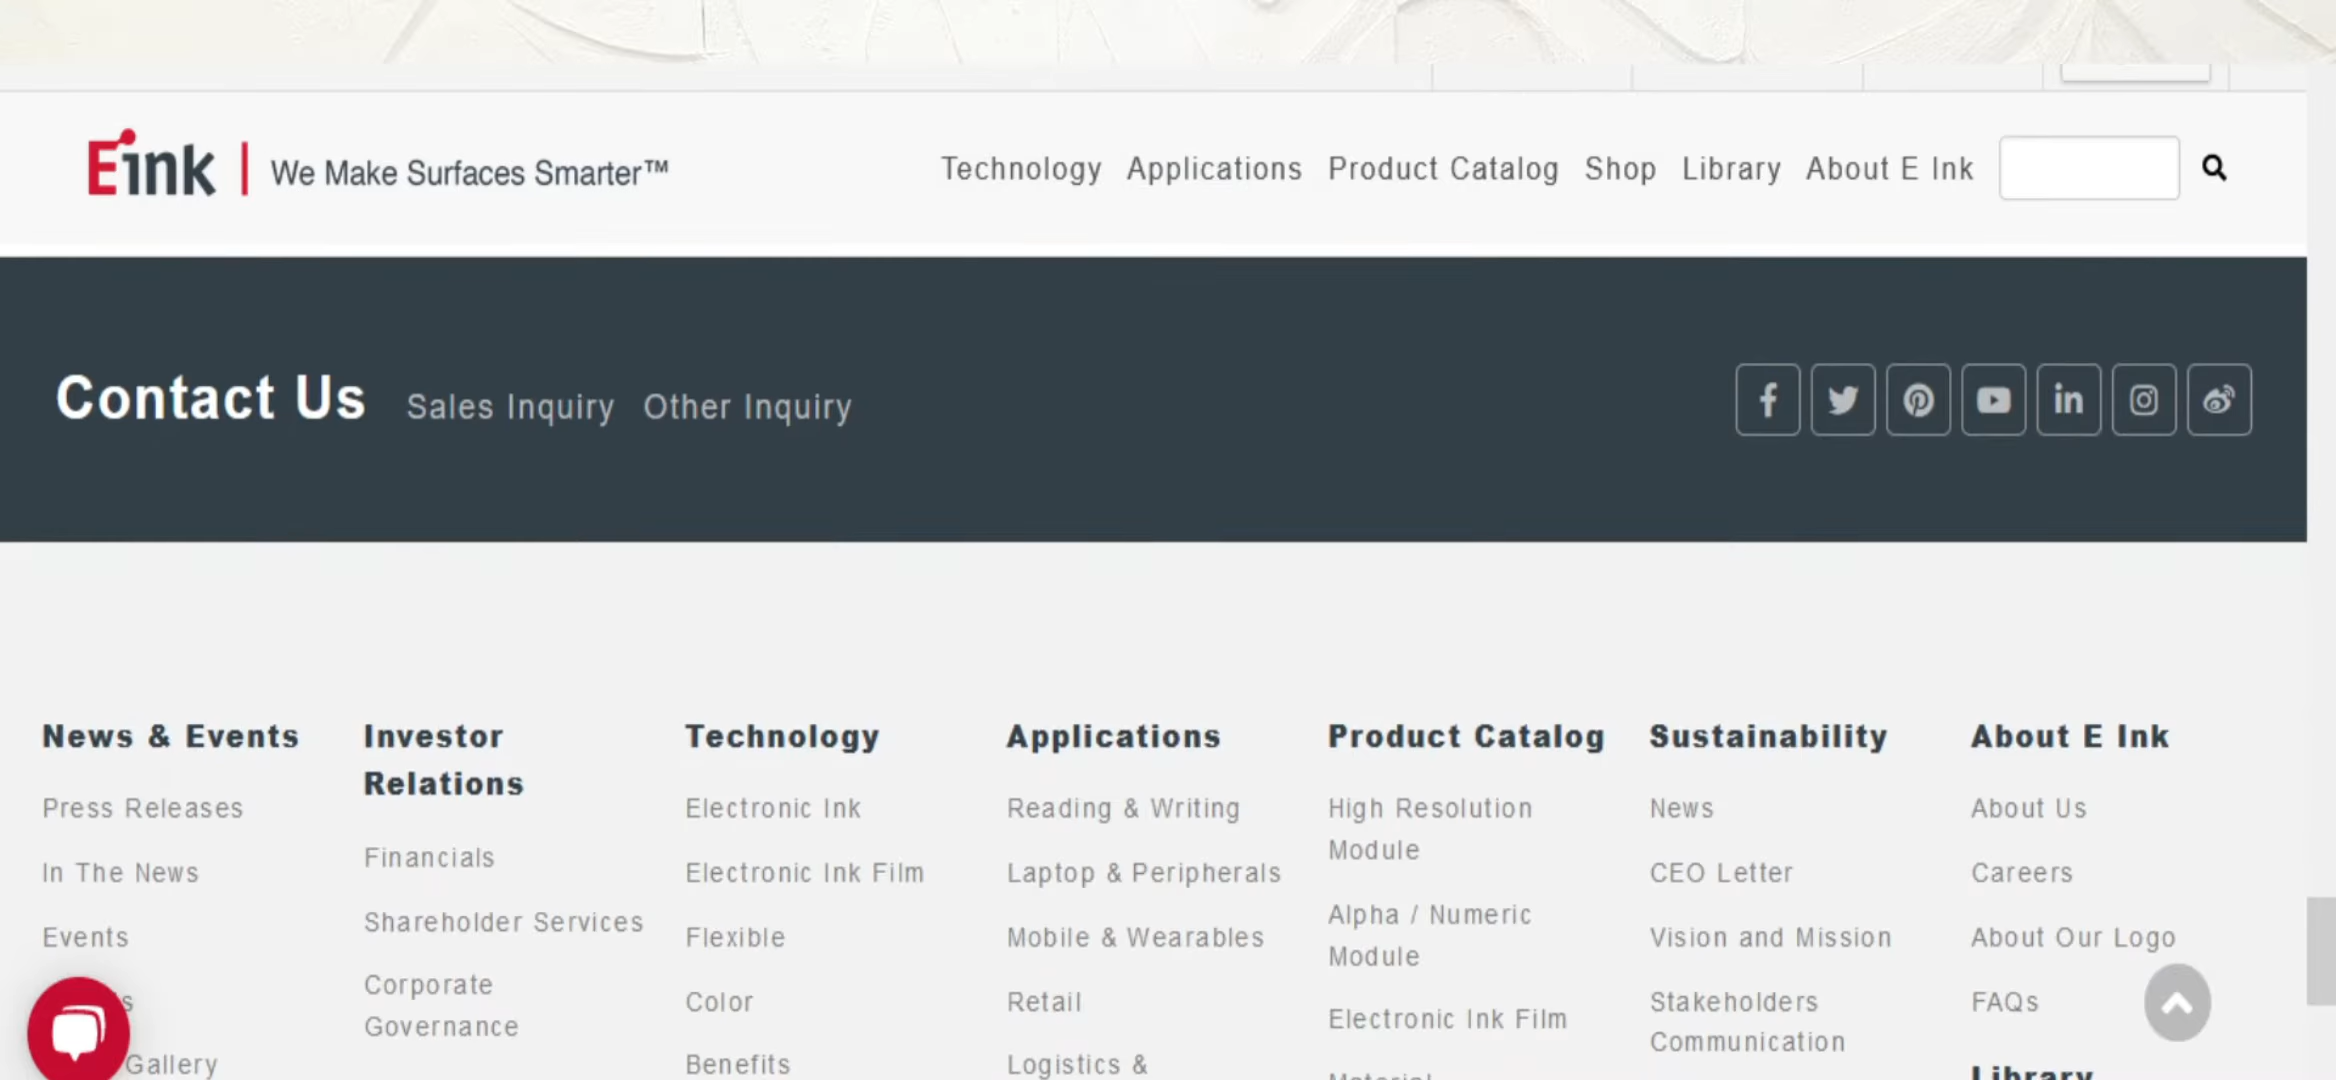 Eink | We Make Surfaces Smarter™
Technology Applications Product Catalog Shop Library About E Ink
Contact Us Sales Inquiry Other Inquiry
News & Events
Press Releases
In The News
Events
Gallery
Investor
Relations
Financials
Shareholder Services
Corporate
Governance
Technology
Electronic Ink
Electronic Ink Film
Flexible
Color
Benefits
Applications
Reading & Writing
Laptop & Peripherals
Mobile & Wearables
Retail
Logistics &
Product Catalog
High Resolution
Module
Alpha / Numeric
Module
Electronic Ink Film
Sustainability
News
CEO Letter
Vision and Mission
Stakeholders
Communication
About E Ink
About Us
Careers
About Our Logo
FAQs
Library